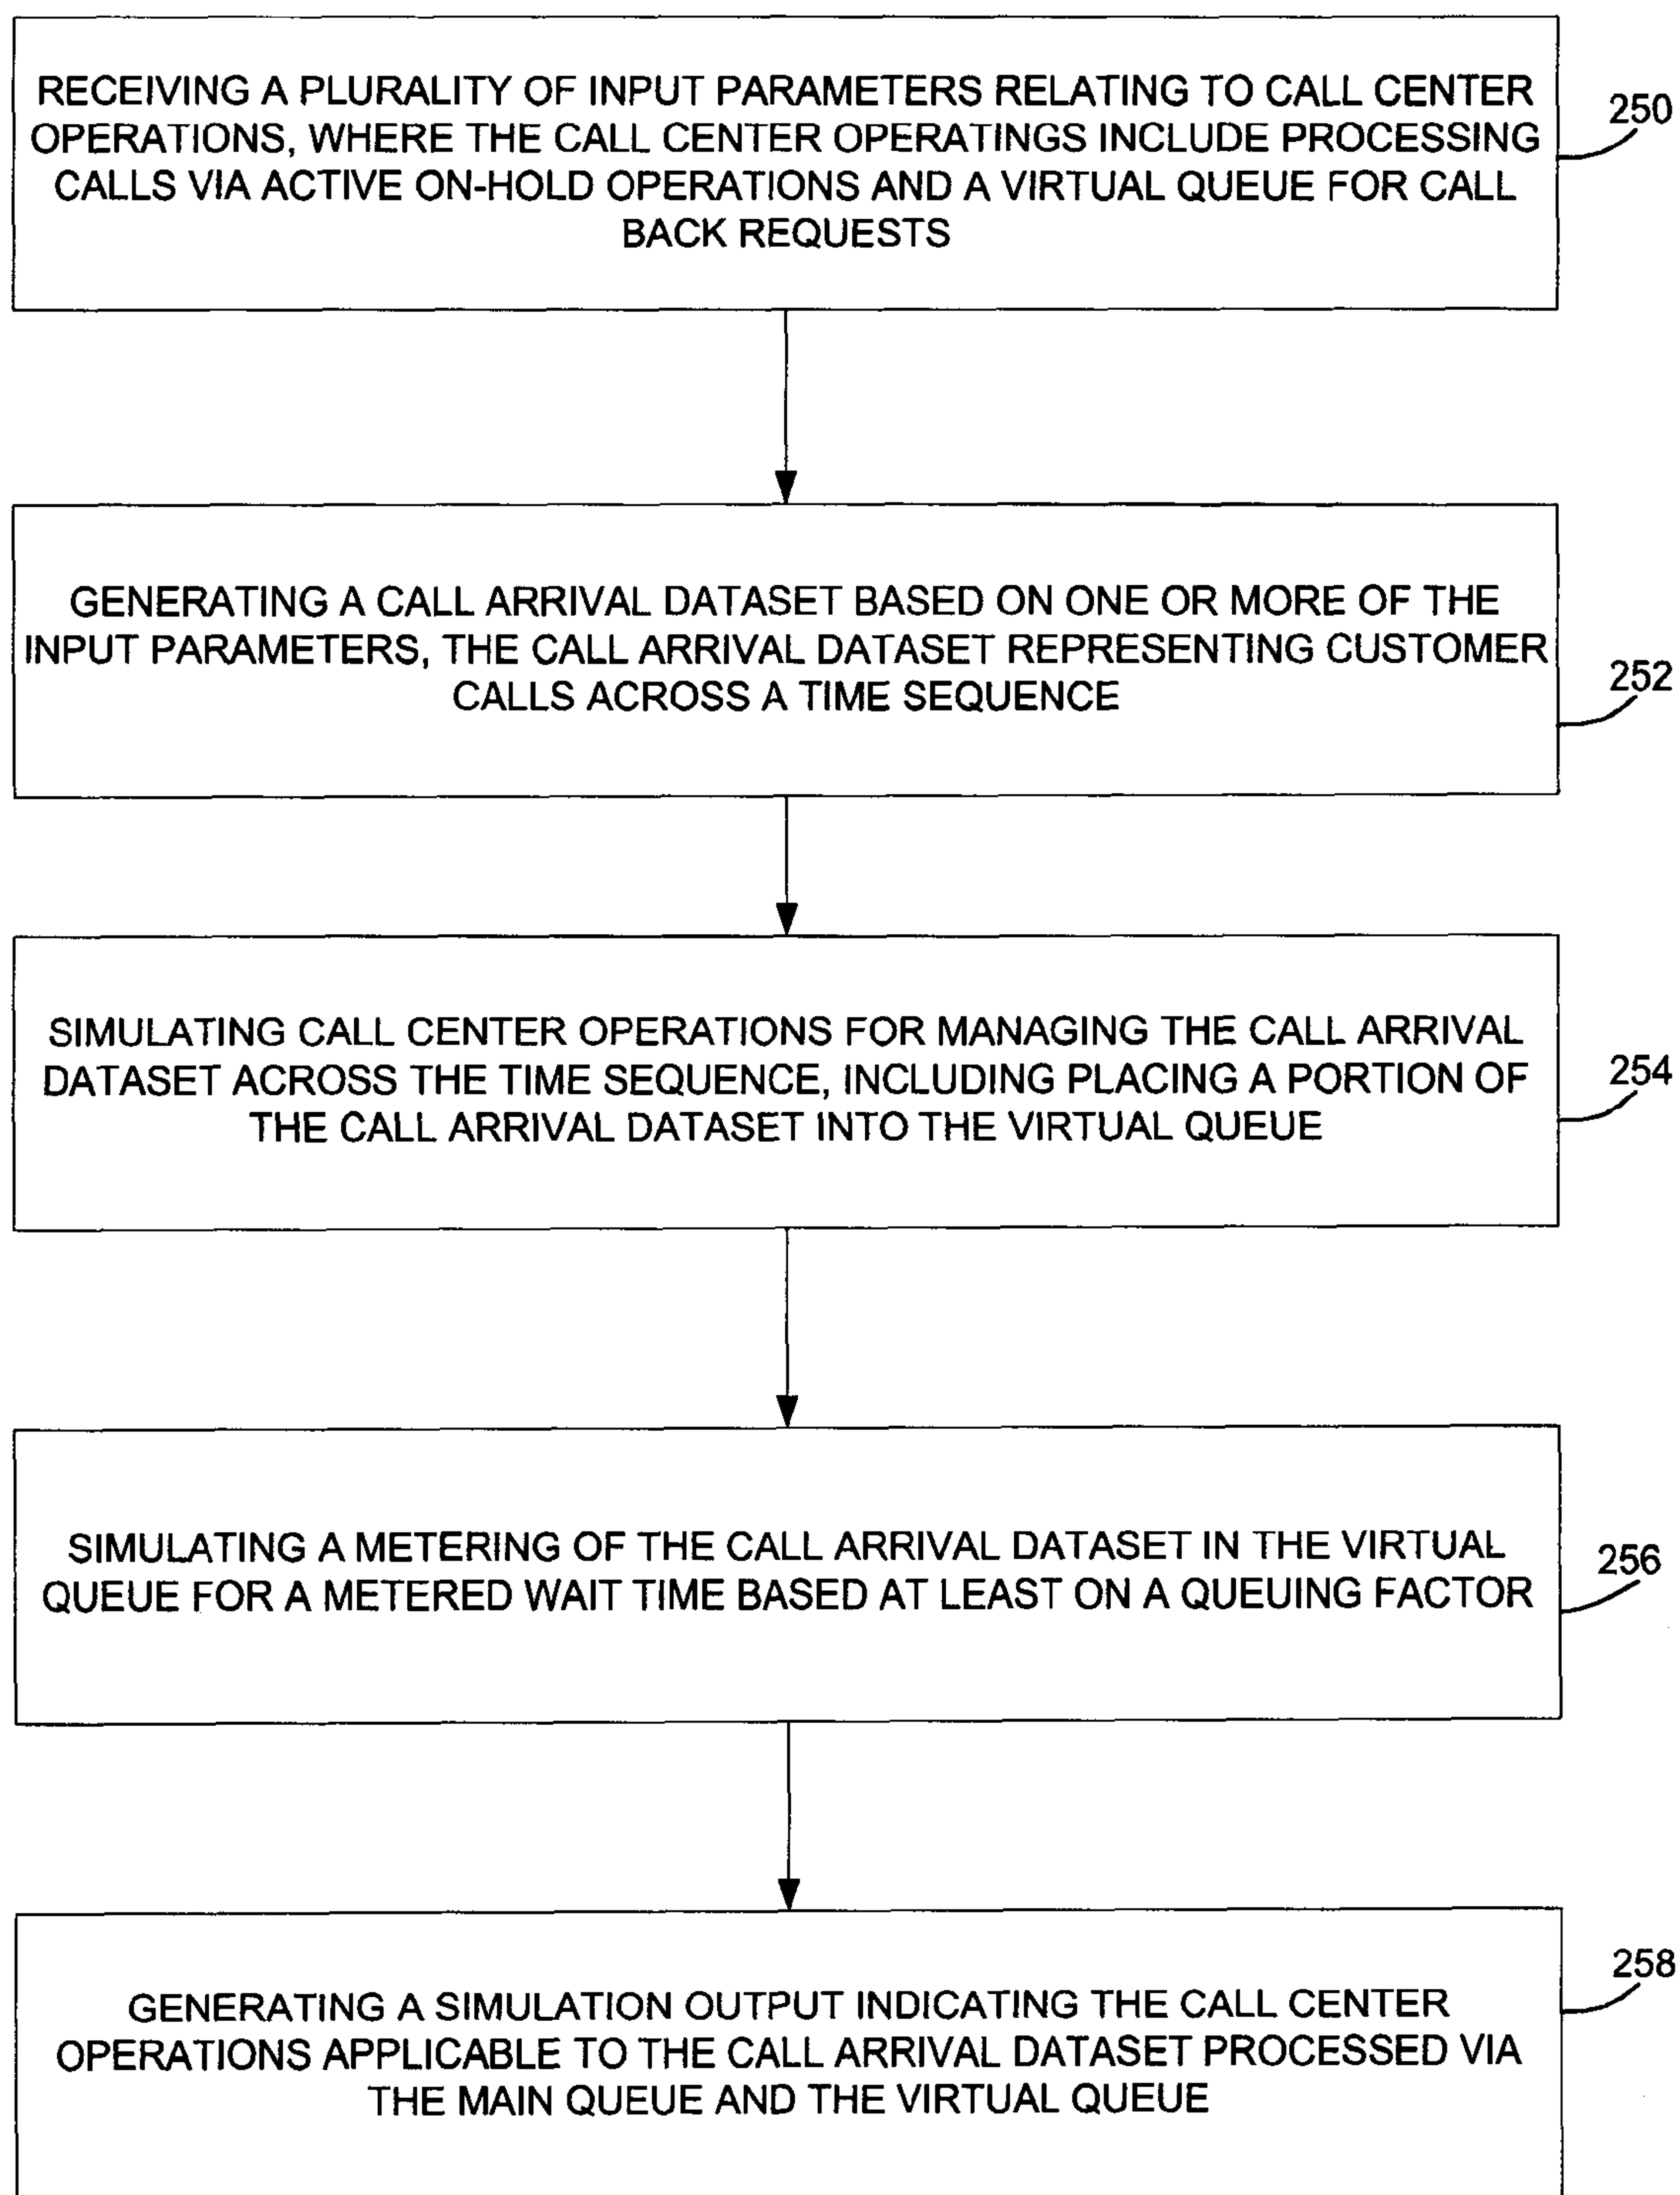 RECEIVING A PLURALITY OF INPUT PARAMETERS RELATING TO CALL CENTER
OPERATIONS, WHERE THE CALL CENTER OPERATINGS INCLUDE PROCESSING
CALLS VIA ACTIVE ON-HOLD OPERATIONS AND A VIRTUAL QUEUE FOR CALL
BACK REQUESTS
250
GENERATING A CALL ARRIVAL DATASET BASED ON ONE OR MORE OF THE
INPUT PARAMETERS, THE CALL ARRIVAL DATASET REPRESENTING CUSTOMER
CALLS ACROSS A TIME SEQUENCE
252
SIMULATING CALL CENTER OPERATIONS FOR MANAGING THE CALL ARRIVAL
DATASET ACROSS THE TIME SEQUENCE, INCLUDING PLACING A PORTION OF
THE CALL ARRIVAL DATASET INTO THE VIRTUAL QUEUE
254
SIMULATING A METERING OF THE CALL ARRIVAL DATASET IN THE VIRTUAL
QUEUE FOR A METERED WAIT TIME BASED AT LEAST ON A QUEUING FACTOR
256
GENERATING A SIMULATION OUTPUT INDICATING THE CALL CENTER
OPERATIONS APPLICABLE TO THE CALL ARRIVAL DATASET PROCESSED VIA
THE MAIN QUEUE AND THE VIRTUAL QUEUE
258